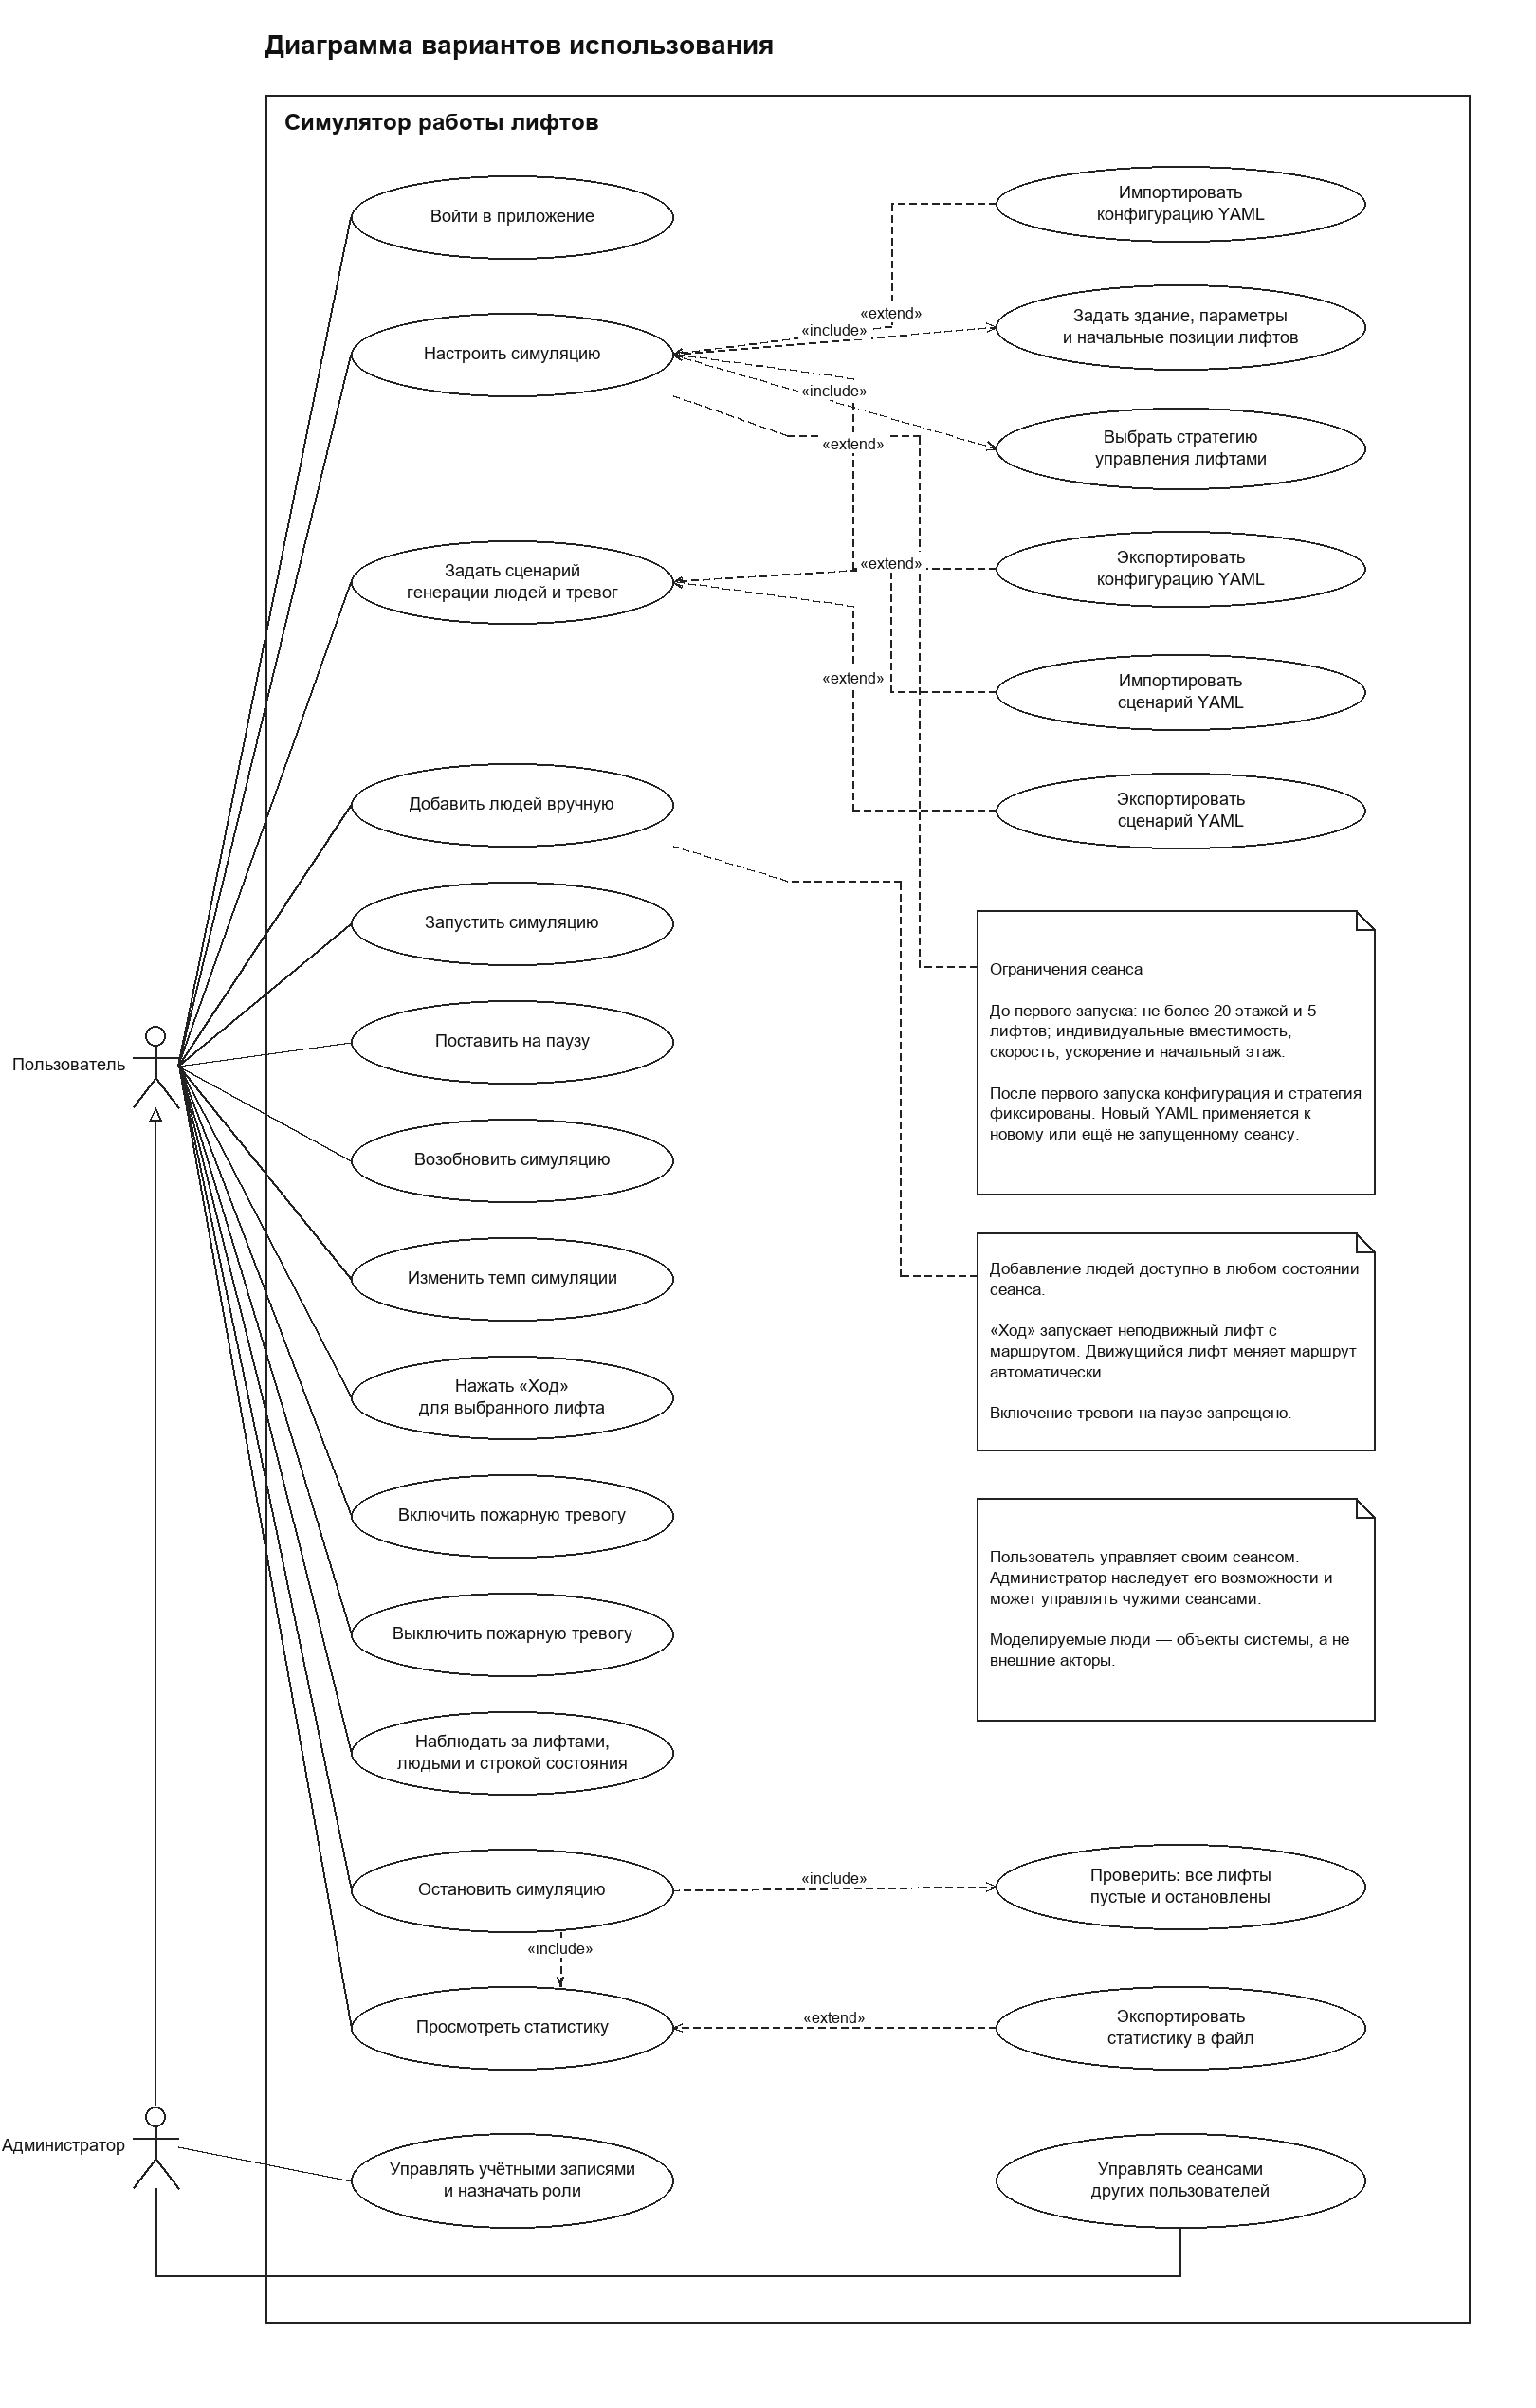 Диаграмма вариантов использования
Симулятор работы лифтов
Войти в приложение
Импортировать
конфигурацию YAML
«extend»
«include»
Задать здание, параметры
и начальные позиции лифтов
Настроить симуляцию
«include»
«extend»
Выбрать стратегию
управления лифтами
Задать сценарий
генерации людей и тревог
«extend»
Экспортировать
конфигурацию YAML
«extend»
Импортировать
сценарий YAML
Добавить людей вручную
Экспортировать
сценарий YAML
Запустить симуляцию
Ограничения сеанса
До первого запуска: не более 20 этажей и 5
лифтов; индивидуальные вместимость,
скорость, ускорение и начальный этаж.
После первого запуска конфигурация и стратегия
фиксированы. Новый YAML применяется к
новому или ещё не запущенному сеансу.
Поставить на паузу
Пользователь
Возобновить симуляцию
Изменить темп симуляции
Добавление людей доступно в любом состоянии
сеанса.
«Ход» запускает неподвижный лифт с
маршрутом. Движущийся лифт меняет маршрут
автоматически.
Включение тревоги на паузе запрещено.
Нажать «Ход»
для выбранного лифта
Включить пожарную тревогу
Пользователь управляет своим сеансом.
Администратор наследует его возможности и
может управлять чужими сеансами.
Моделируемые люди — объекты системы, а не
внешние акторы.
Выключить пожарную тревогу
Наблюдать за лифтами,
людьми и строкой состояния
Остановить симуляцию
«include»
Проверить: все лифты
пустые и остановлены
«include»
Просмотреть статистику
«extend»
Экспортировать
статистику в файл
Администратор
Управлять учётными записями
и назначать роли
Управлять сеансами
других пользователей